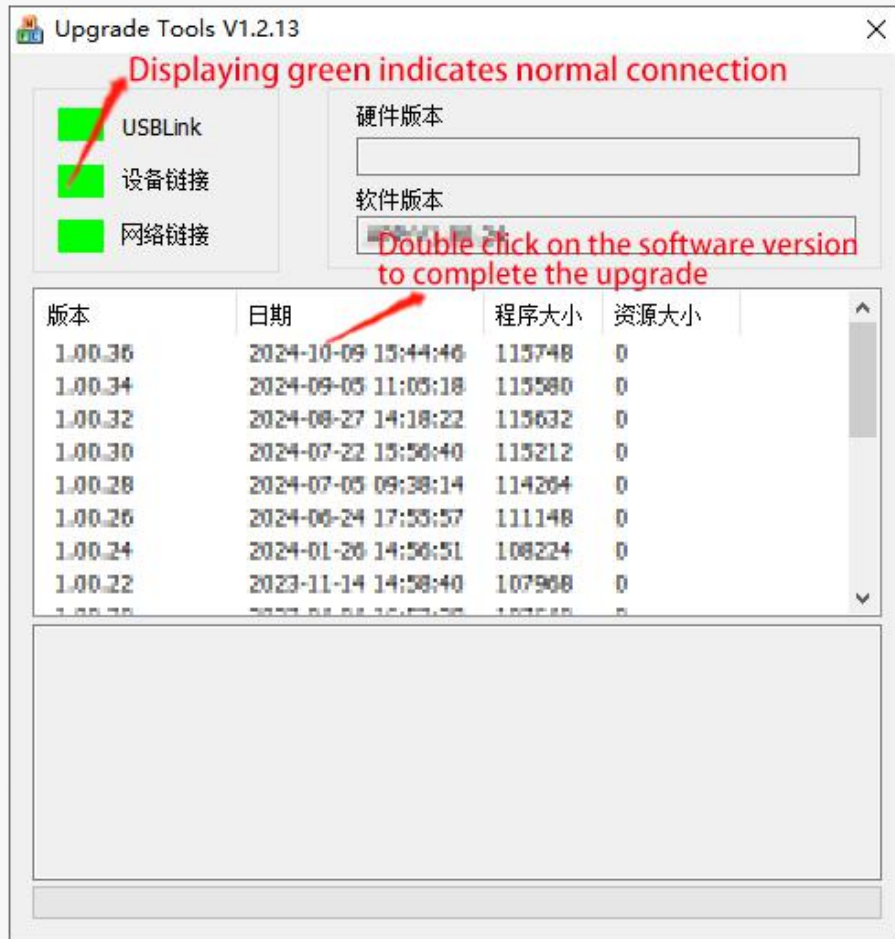 Upgrade Tools V1.2.13
Displaying green indicates normal connection
USBLink
设备链接
网络链接
硬件版本
软件版本
Double click on the software version
to complete the upgrade
版本 日期 程序大小 资源大小
1.00.36 2024-10-09 15:44:46 115748 0
1.00.34 2024-09-05 11:05:18 115580 0
1.00.32 2024-08-27 14:18:22 115632 0
1.00.30 2024-07-22 15:56:40 115212 0
1.00.28 2024-07-05 09:38:14 114264 0
1.00.26 2024-06-24 17:55:57 111148 0
1.00.24 2024-01-26 14:56:51 108224 0
1.00.22 2023-11-14 14:58:40 107968 0